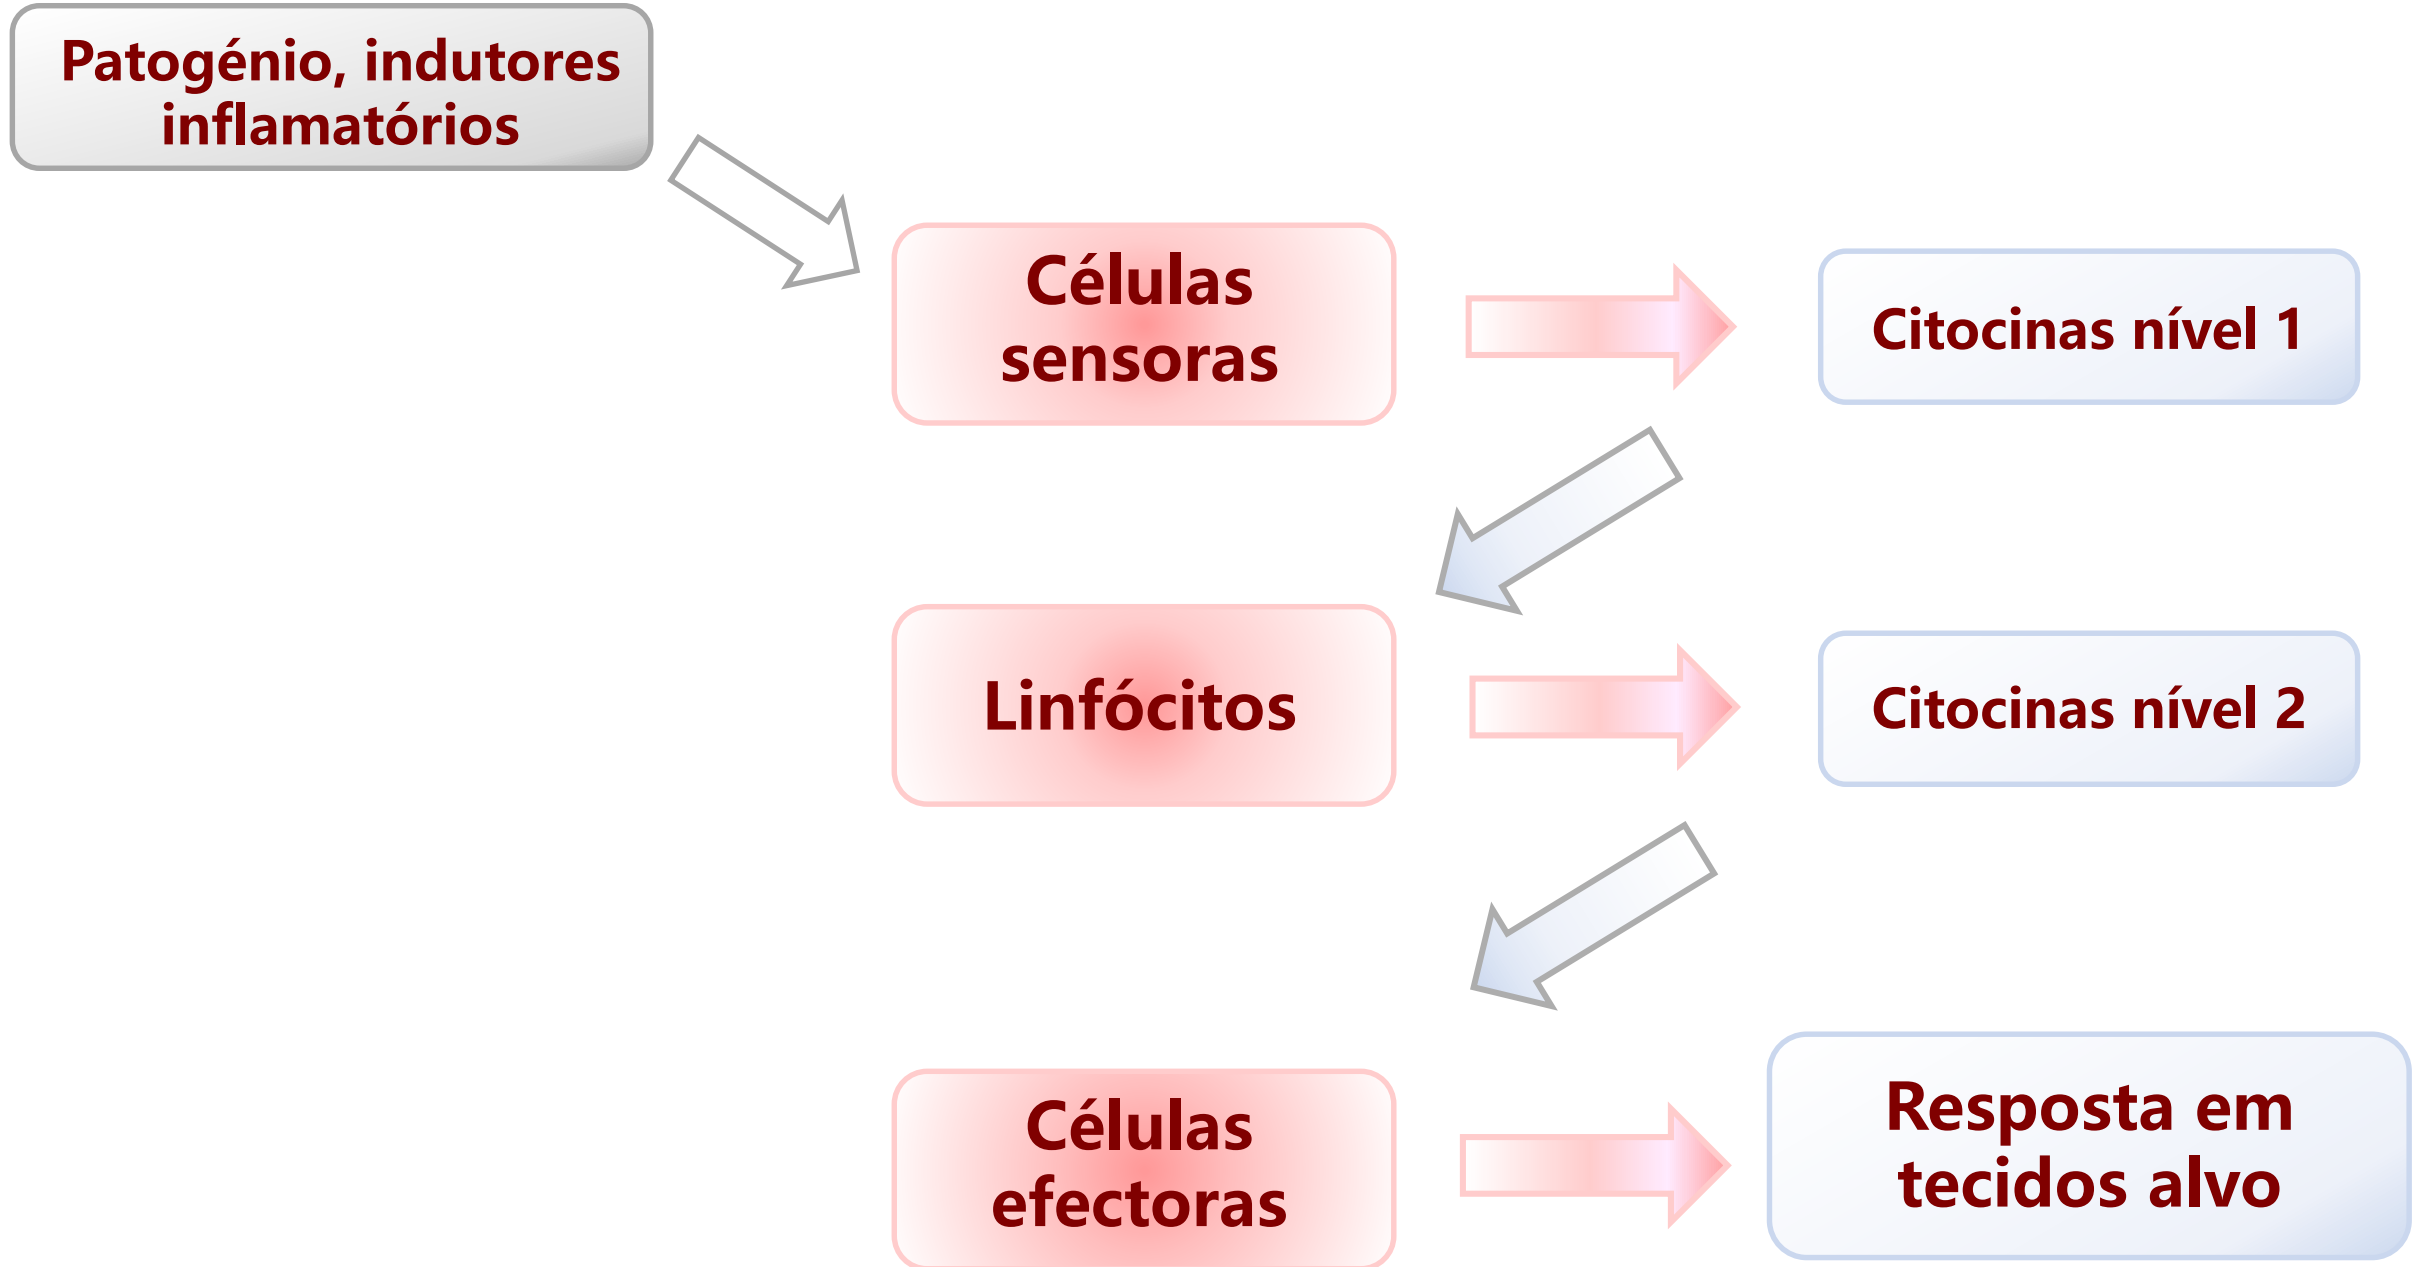 Patogénio, indutores
inflamatórios
Células
sensoras
Citocinas nível 1
Linfócitos
Citocinas nível 2
Células
efectoras
Resposta em
tecidos alvo